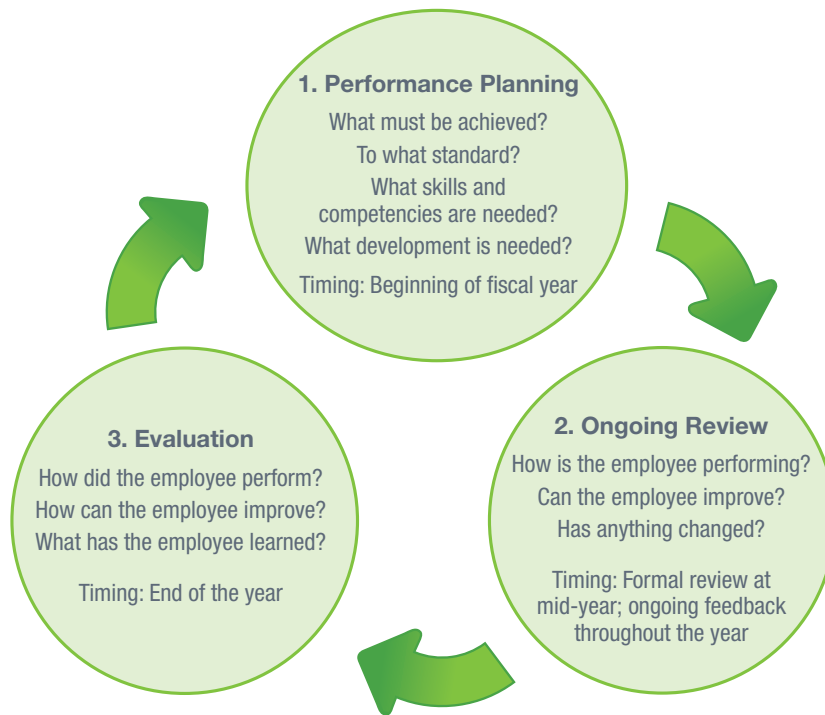 1. Performance Planning
What must be achieved?
To what standard?
What skills and
competencies are needed?
What development is needed?
Timing: Beginning of fiscal year
2. Ongoing Review
How is the employee performing?
Can the employee improve?
Has anything changed?
Timing: Formal review at
mid-year; ongoing feedback
throughout the year
3. Evaluation
How did the employee perform?
How can the employee improve?
What has the employee learned?
Timing: End of the year